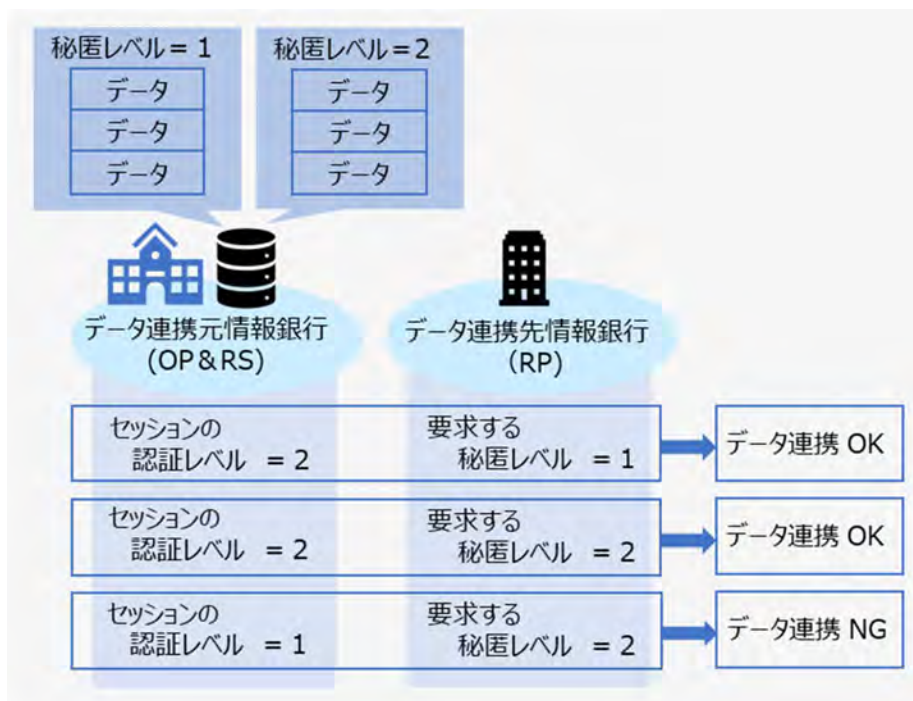 秘匿レベル = 1
データ
データ
データ
秘匿レベル = 2
データ
データ
データ
データ連携元情報銀行
(OP&RS)
データ連携先情報銀行
(RP)
セッションの
認証レベル = 2
要求する
秘匿レベル = 1
データ連携 OK
セッションの
認証レベル = 2
要求する
秘匿レベル = 2
データ連携 OK
セッションの
認証レベル = 1
要求する
秘匿レベル = 2
データ連携 NG